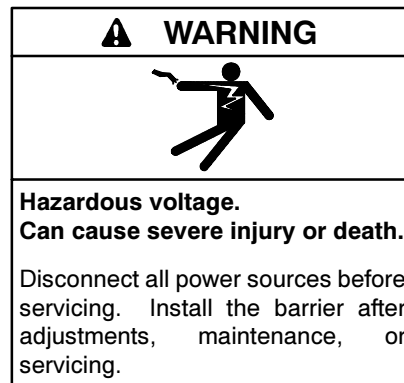 WARNING
Hazardous voltage.
Can cause severe injury or death.
Disconnect all power sources before
servicing. Install the barrier after
adjustments, maintenance, or
servicing.